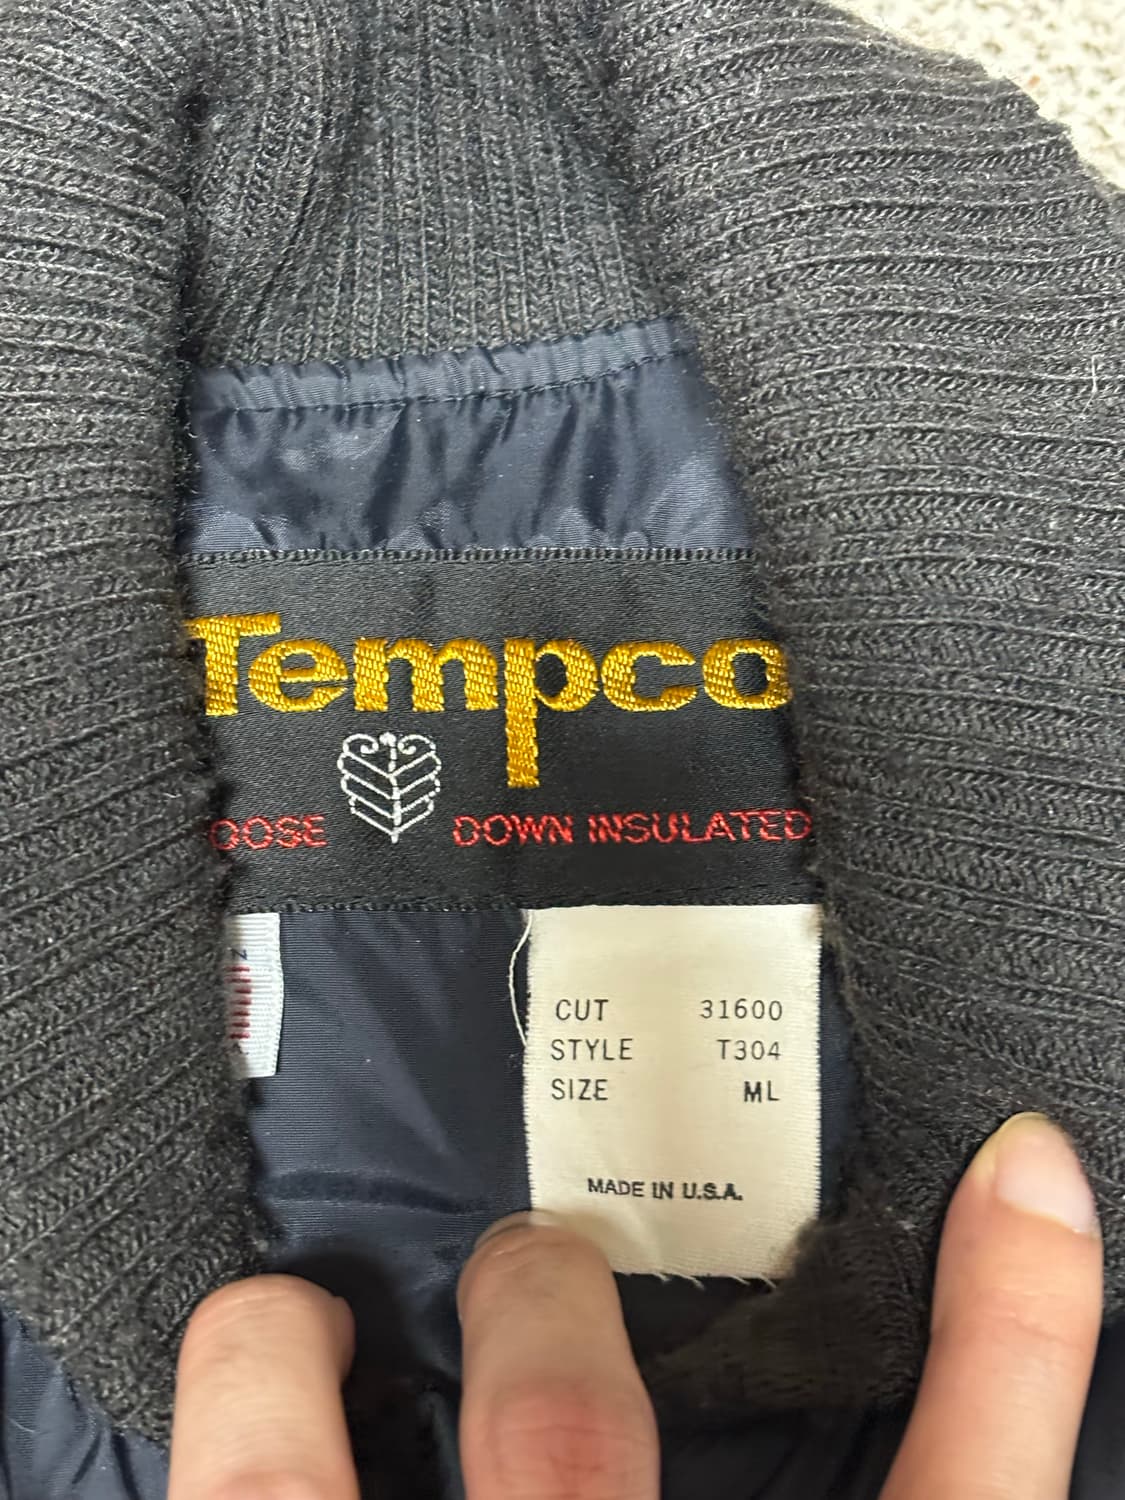 Tempco
OOSE DOWN INSULATED
CUT 31600
STYLE T304
SIZE ML
MADE IN U.S.A.